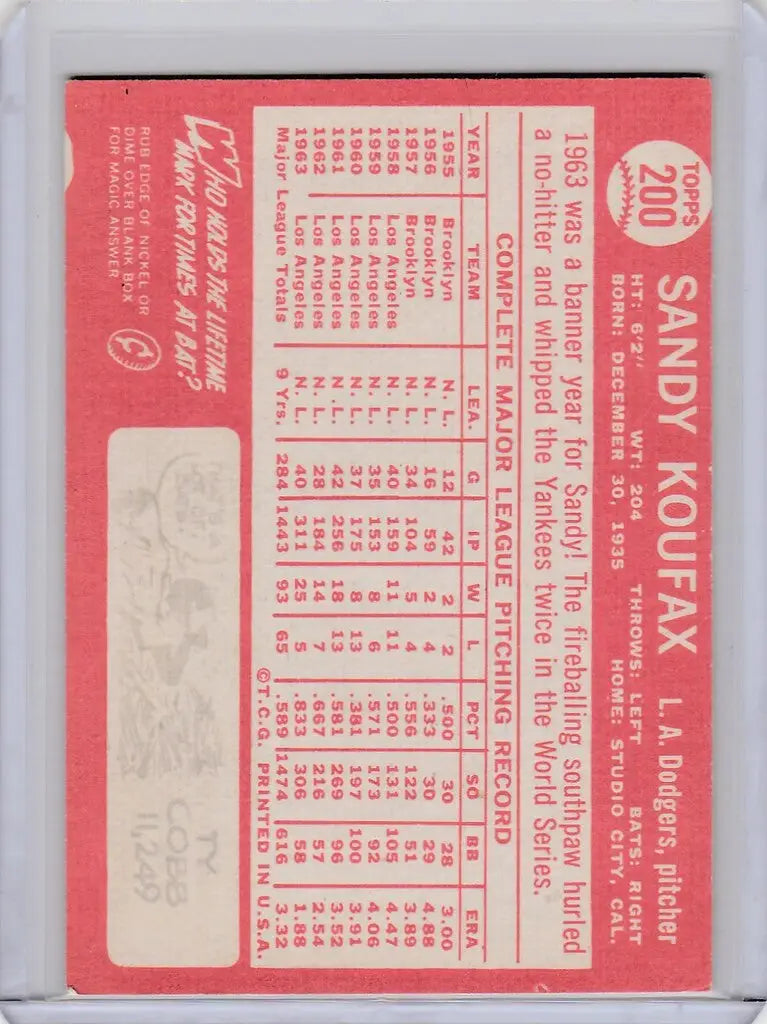 TOPPS
200
SANDY KOUFAX L. A. Dodgers, pitcher
HT: 6'2" WT: 204 THROWS: LEFT BATS: RIGHT
BORN: DECEMBER 30, 1935 HOME: STUDIO CITY, CAL.
1963 was a banner year for Sandy! The fireballing southpaw hurled
a no-hitter and whipped the Yankees twice in the World Series.
COMPLETE MAJOR LEAGUE PITCHING RECORD
YEAR TEAM LEA. G IP W L PCT SO BB ERA
1955 Brooklyn N. L. 12 42 2 2 .500 30 28 3.00
1956 Brooklyn N. L. 16 59 2 4 .333 30 29 4.88
1957 Brooklyn N. L. 34 104 5 4 .556 122 51 3.89
1958 Los Angeles N. L. 40 159 11 11 .500 131 105 4.47
1959 Los Angeles N. L. 35 153 8 6 .571 173 92 4.06
1960 Los Angeles N. L. 37 175 8 13 .381 197 100 3.91
1961 Los Angeles N. L. 42 256 18 13 .581 269 96 3.52
1962 Los Angeles N. L. 28 184 14 7 .667 216 57 2.54
1963 Los Angeles N. L. 40 311 25 5 .833 306 58 1.88
Major League Totals 9 Yrs. 284 1443 93 65 .589 1474 616 3.32
©T.C.G. PRINTED IN U.S.A.
WHO HOLDS THE LIFETIME
MARK FOR TIMES AT BAT?
RUB EDGE OF NICKEL OR
DIME OVER BLANK BOX
FOR MAGIC ANSWER
TY
COBB
11,249